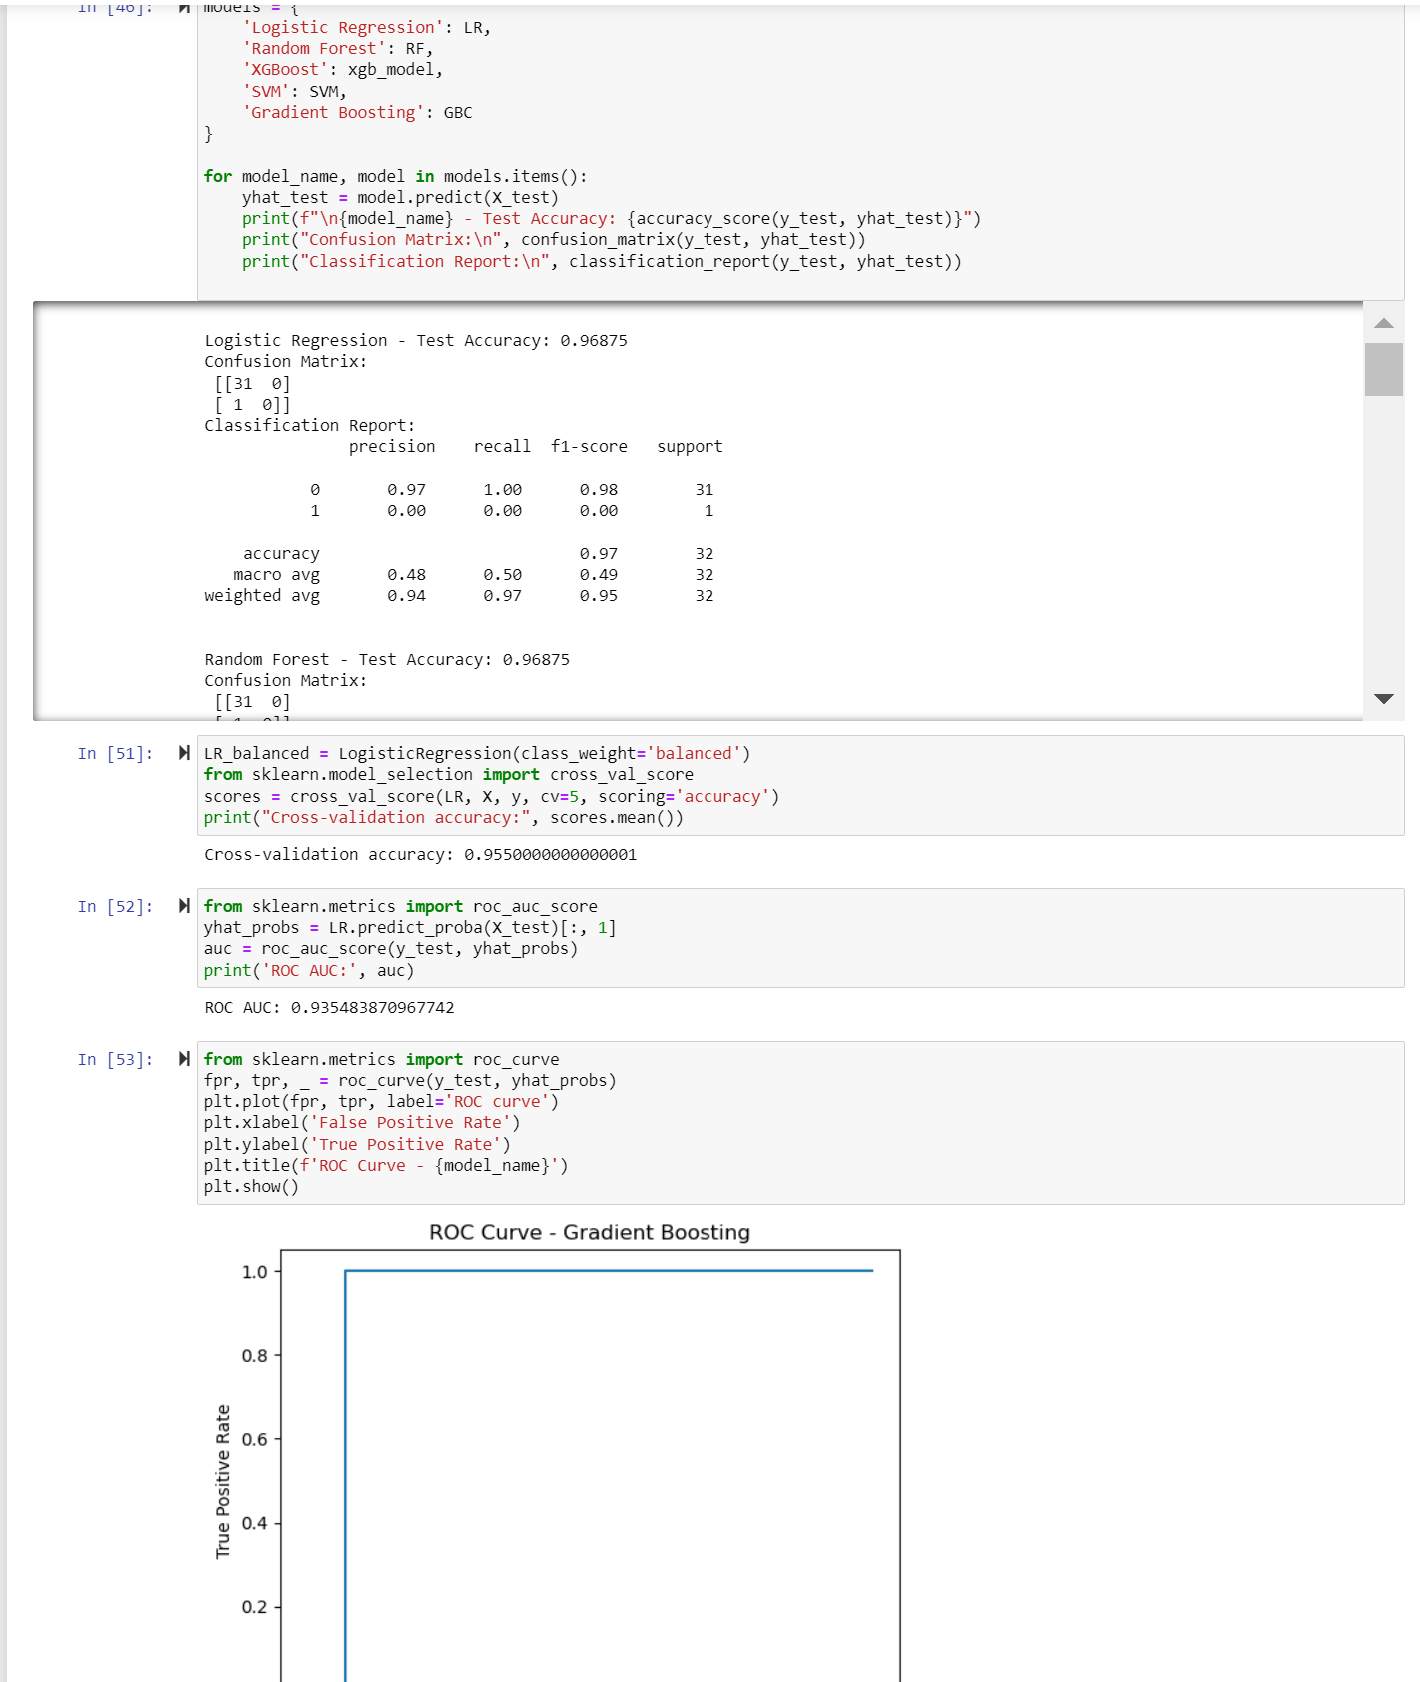 In [46]: models = {
    'Logistic Regression': LR,
    'Random Forest': RF,
    'XGBoost': xgb_model,
    'SVM': SVM,
    'Gradient Boosting': GBC
}

for model_name, model in models.items():
    yhat_test = model.predict(X_test)
    print(f"\n{model_name} - Test Accuracy: {accuracy_score(y_test, yhat_test)}")
    print("Confusion Matrix:\n", confusion_matrix(y_test, yhat_test))
    print("Classification Report:\n", classification_report(y_test, yhat_test))

Logistic Regression - Test Accuracy: 0.96875
Confusion Matrix:
 [[31  0]
 [ 1  0]]
Classification Report:
               precision    recall  f1-score   support

           0       0.97      1.00      0.98        31
           1       0.00      0.00      0.00         1

    accuracy                           0.97        32
   macro avg       0.48      0.50      0.49        32
weighted avg       0.94      0.97      0.95        32

Random Forest - Test Accuracy: 0.96875
Confusion Matrix:
 [[31  0]
 [ 1  0]]
In [51]: LR_balanced = LogisticRegression(class_weight='balanced')
from sklearn.model_selection import cross_val_score
scores = cross_val_score(LR, X, y, cv=5, scoring='accuracy')
print("Cross-validation accuracy:", scores.mean())
Cross-validation accuracy: 0.9550000000000001
In [52]: from sklearn.metrics import roc_auc_score
yhat_probs = LR.predict_proba(X_test)[:, 1]
auc = roc_auc_score(y_test, yhat_probs)
print('ROC AUC:', auc)
ROC AUC: 0.935483870967742
In [53]: from sklearn.metrics import roc_curve
fpr, tpr, _ = roc_curve(y_test, yhat_probs)
plt.plot(fpr, tpr, label='ROC curve')
plt.xlabel('False Positive Rate')
plt.ylabel('True Positive Rate')
plt.title(f'ROC Curve - {model_name}')
plt.show()
ROC Curve - Gradient Boosting
1.0
0.8
0.6
0.4
0.2
True Positive Rate